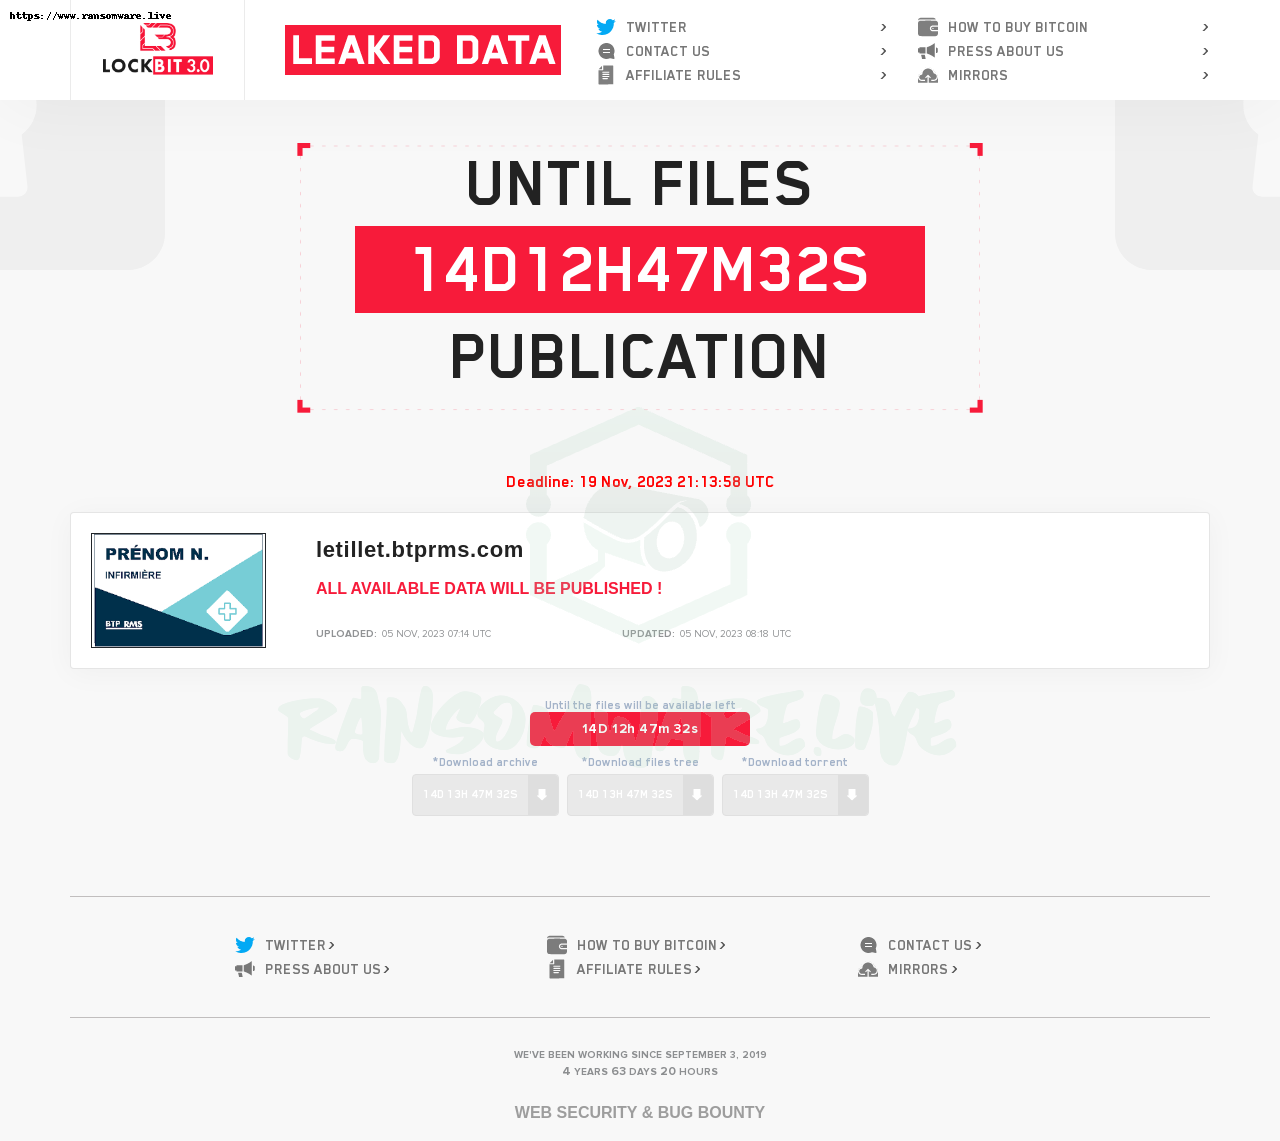 https://www.ransomware.live
LOCKBIT 3.0
LEAKED DATA
TWITTER
CONTACT US
AFFILIATE RULES
HOW TO BUY BITCOIN
PRESS ABOUT US
MIRRORS
UNTIL FILES
14D12H47M32S
PUBLICATION
Deadline: 19 Nov, 2023 21:13:58 UTC
PRÉNOM N.
INFIRMIÈRE
BTP RMS
letillet.btprms.com
ALL AVAILABLE DATA WILL BE PUBLISHED !
UPLOADED: 05 NOV, 2023 07:14 UTC
UPDATED: 05 NOV, 2023 08:18 UTC
RANSOMWARE.LIVE
Until the files will be available left
14D 12h 47m 32s
*Download archive
*Download files tree
*Download torrent
14D 13H 47M 32S
14D 13H 47M 32S
14D 13H 47M 32S
TWITTER
PRESS ABOUT US
HOW TO BUY BITCOIN
AFFILIATE RULES
CONTACT US
MIRRORS
WE'VE BEEN WORKING SINCE SEPTEMBER 3, 2019
4 YEARS 63 DAYS 20 HOURS
WEB SECURITY & BUG BOUNTY